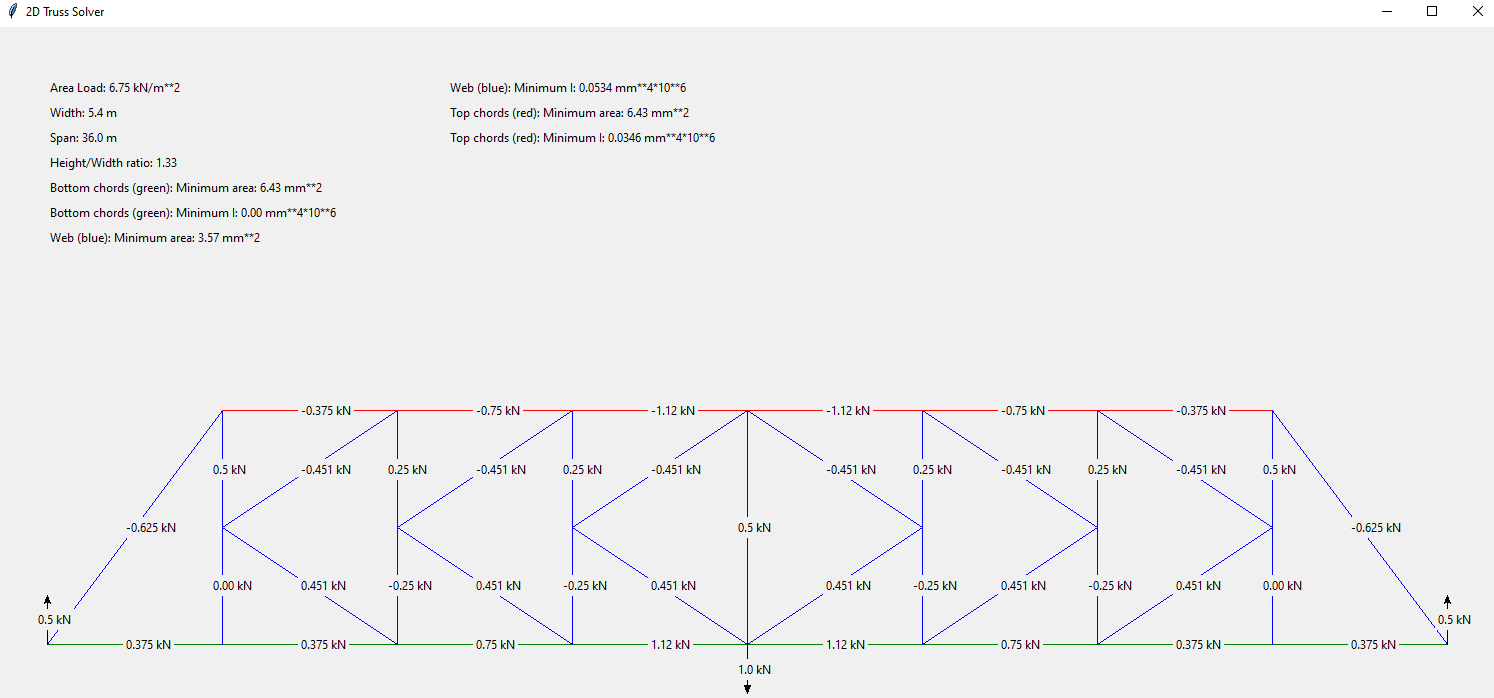 2D Truss Solver
Area Load: 6.75 kN/m**2
Width: 5.4 m
Span: 36.0 m
Height/Width ratio: 1.33
Bottom chords (green): Minimum area: 6.43 mm**2
Bottom chords (green): Minimum I: 0.00 mm**4*10**6
Web (blue): Minimum area: 3.57 mm**2
Web (blue): Minimum I: 0.0534 mm**4*10**6
Top chords (red): Minimum area: 6.43 mm**2
Top chords (red): Minimum I: 0.0346 mm**4*10**6
-0.375 kN -0.75 kN -1.12 kN -1.12 kN -0.75 kN -0.375 kN
0.5 kN -0.451 kN 0.25 kN -0.451 kN 0.25 kN -0.451 kN -0.451 kN 0.25 kN -0.451 kN 0.25 kN -0.451 kN 0.5 kN
-0.625 kN 0.5 kN -0.625 kN
0.00 kN 0.451 kN -0.25 kN 0.451 kN -0.25 kN 0.451 kN 0.451 kN -0.25 kN 0.451 kN -0.25 kN 0.451 kN 0.00 kN
0.5 kN 0.5 kN
0.375 kN 0.375 kN 0.75 kN 1.12 kN 1.12 kN 0.75 kN 0.375 kN 0.375 kN
1.0 kN